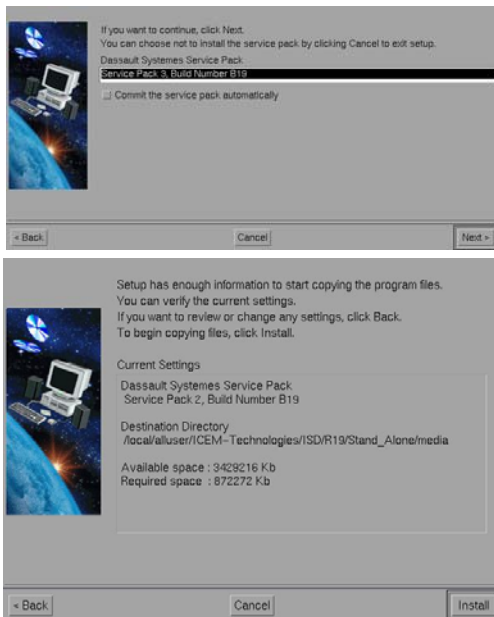 If you want to continue, click Next.
You can choose not to install the service pack by clicking Cancel to exit setup.
Dassault Systemes Service Pack
Service Pack 3, Build Number B19
Commit the service pack automatically
< Back
Cancel
Next >
Setup has enough information to start copying the program files.
You can verify the current settings.
If you want to review or change any settings, click Back.
To begin copying files, click Install.
Current Settings
Dassault Systemes Service Pack
Service Pack 2, Build Number B19
Destination Directory
/local/alluser/ICEM-Technologies/ISD/R19/Stand_Alone/media
Available space : 3429216 Kb
Required space : 872272 Kb
< Back
Cancel
Install